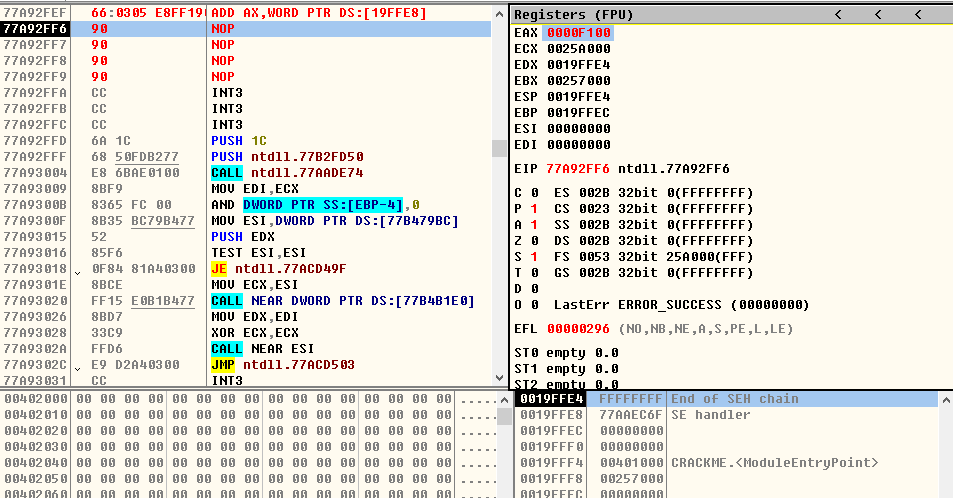 77A92FEF 66:0305 E8FF190 ADD AX,WORD PTR DS:[19FFE8]
77A92FF6 90 NOP
77A92FF7 90 NOP
77A92FF8 90 NOP
77A92FF9 90 NOP
77A92FFA CC INT3
77A92FFB CC INT3
77A92FFC CC INT3
77A92FFD 6A 1C PUSH 1C
77A92FFF 68 50FDB277 PUSH ntdll.77B2FD50
77A93004 E8 6BAE0100 CALL ntdll.77AADE74
77A93009 8BF9 MOV EDI,ECX
77A9300B 8365 FC 00 AND DWORD PTR SS:[EBP-4],0
77A9300F 8B35 BC79B477 MOV ESI,DWORD PTR DS:[77B479BC]
77A93015 52 PUSH EDX
77A93016 85F6 TEST ESI,ESI
77A93018 0F84 81A40300 JE ntdll.77ACD49F
77A9301E 8BCE MOV ECX,ESI
77A93020 FF15 E0B1B477 CALL NEAR DWORD PTR DS:[77B4B1E0]
77A93026 8BD7 MOV EDX,EDI
77A93028 33C9 XOR ECX,ECX
77A9302A FFD6 CALL NEAR ESI
77A9302C E9 D2A40300 JMP ntdll.77ACD503
77A93031 CC INT3
Registers (FPU) < < <
EAX 0000F100
ECX 0025A000
EDX 0019FFE4
EBX 00257000
ESP 0019FFE4
EBP 0019FFEC
ESI 00000000
EDI 00000000
EIP 77A92FF6 ntdll.77A92FF6
C 0 ES 002B 32bit 0(FFFFFFFF)
P 1 CS 0023 32bit 0(FFFFFFFF)
A 1 SS 002B 32bit 0(FFFFFFFF)
Z 0 DS 002B 32bit 0(FFFFFFFF)
S 1 FS 0053 32bit 25A000(FFF)
T 0 GS 002B 32bit 0(FFFFFFFF)
D 0
O 0 LastErr ERROR_SUCCESS (00000000)
EFL 00000296 (NO,NB,NE,A,S,PE,L,LE)
ST0 empty 0.0
ST1 empty 0.0
ST2 empty 0.0
00402000 00 00 00 00 00 00 00 00 00 00 00 00 00 00 00 00 .....
00402010 00 00 00 00 00 00 00 00 00 00 00 00 00 00 00 00 .....
00402020 00 00 00 00 00 00 00 00 00 00 00 00 00 00 00 00 .....
00402030 00 00 00 00 00 00 00 00 00 00 00 00 00 00 00 00 .....
00402040 00 00 00 00 00 00 00 00 00 00 00 00 00 00 00 00 .....
00402050 00 00 00 00 00 00 00 00 00 00 00 00 00 00 00 00 .....
00402060 00 00 00 00 00 00 00 00 00 00 00 00 00 00 00 00 .....
0019FFE4 FFFFFFFF End of SEH chain
0019FFE8 77AAEC6F SE handler
0019FFEC 00000000
0019FFF0 00000000
0019FFF4 00401000 CRACKME.<ModuleEntryPoint>
0019FFF8 00257000
0019FFFC 00000000